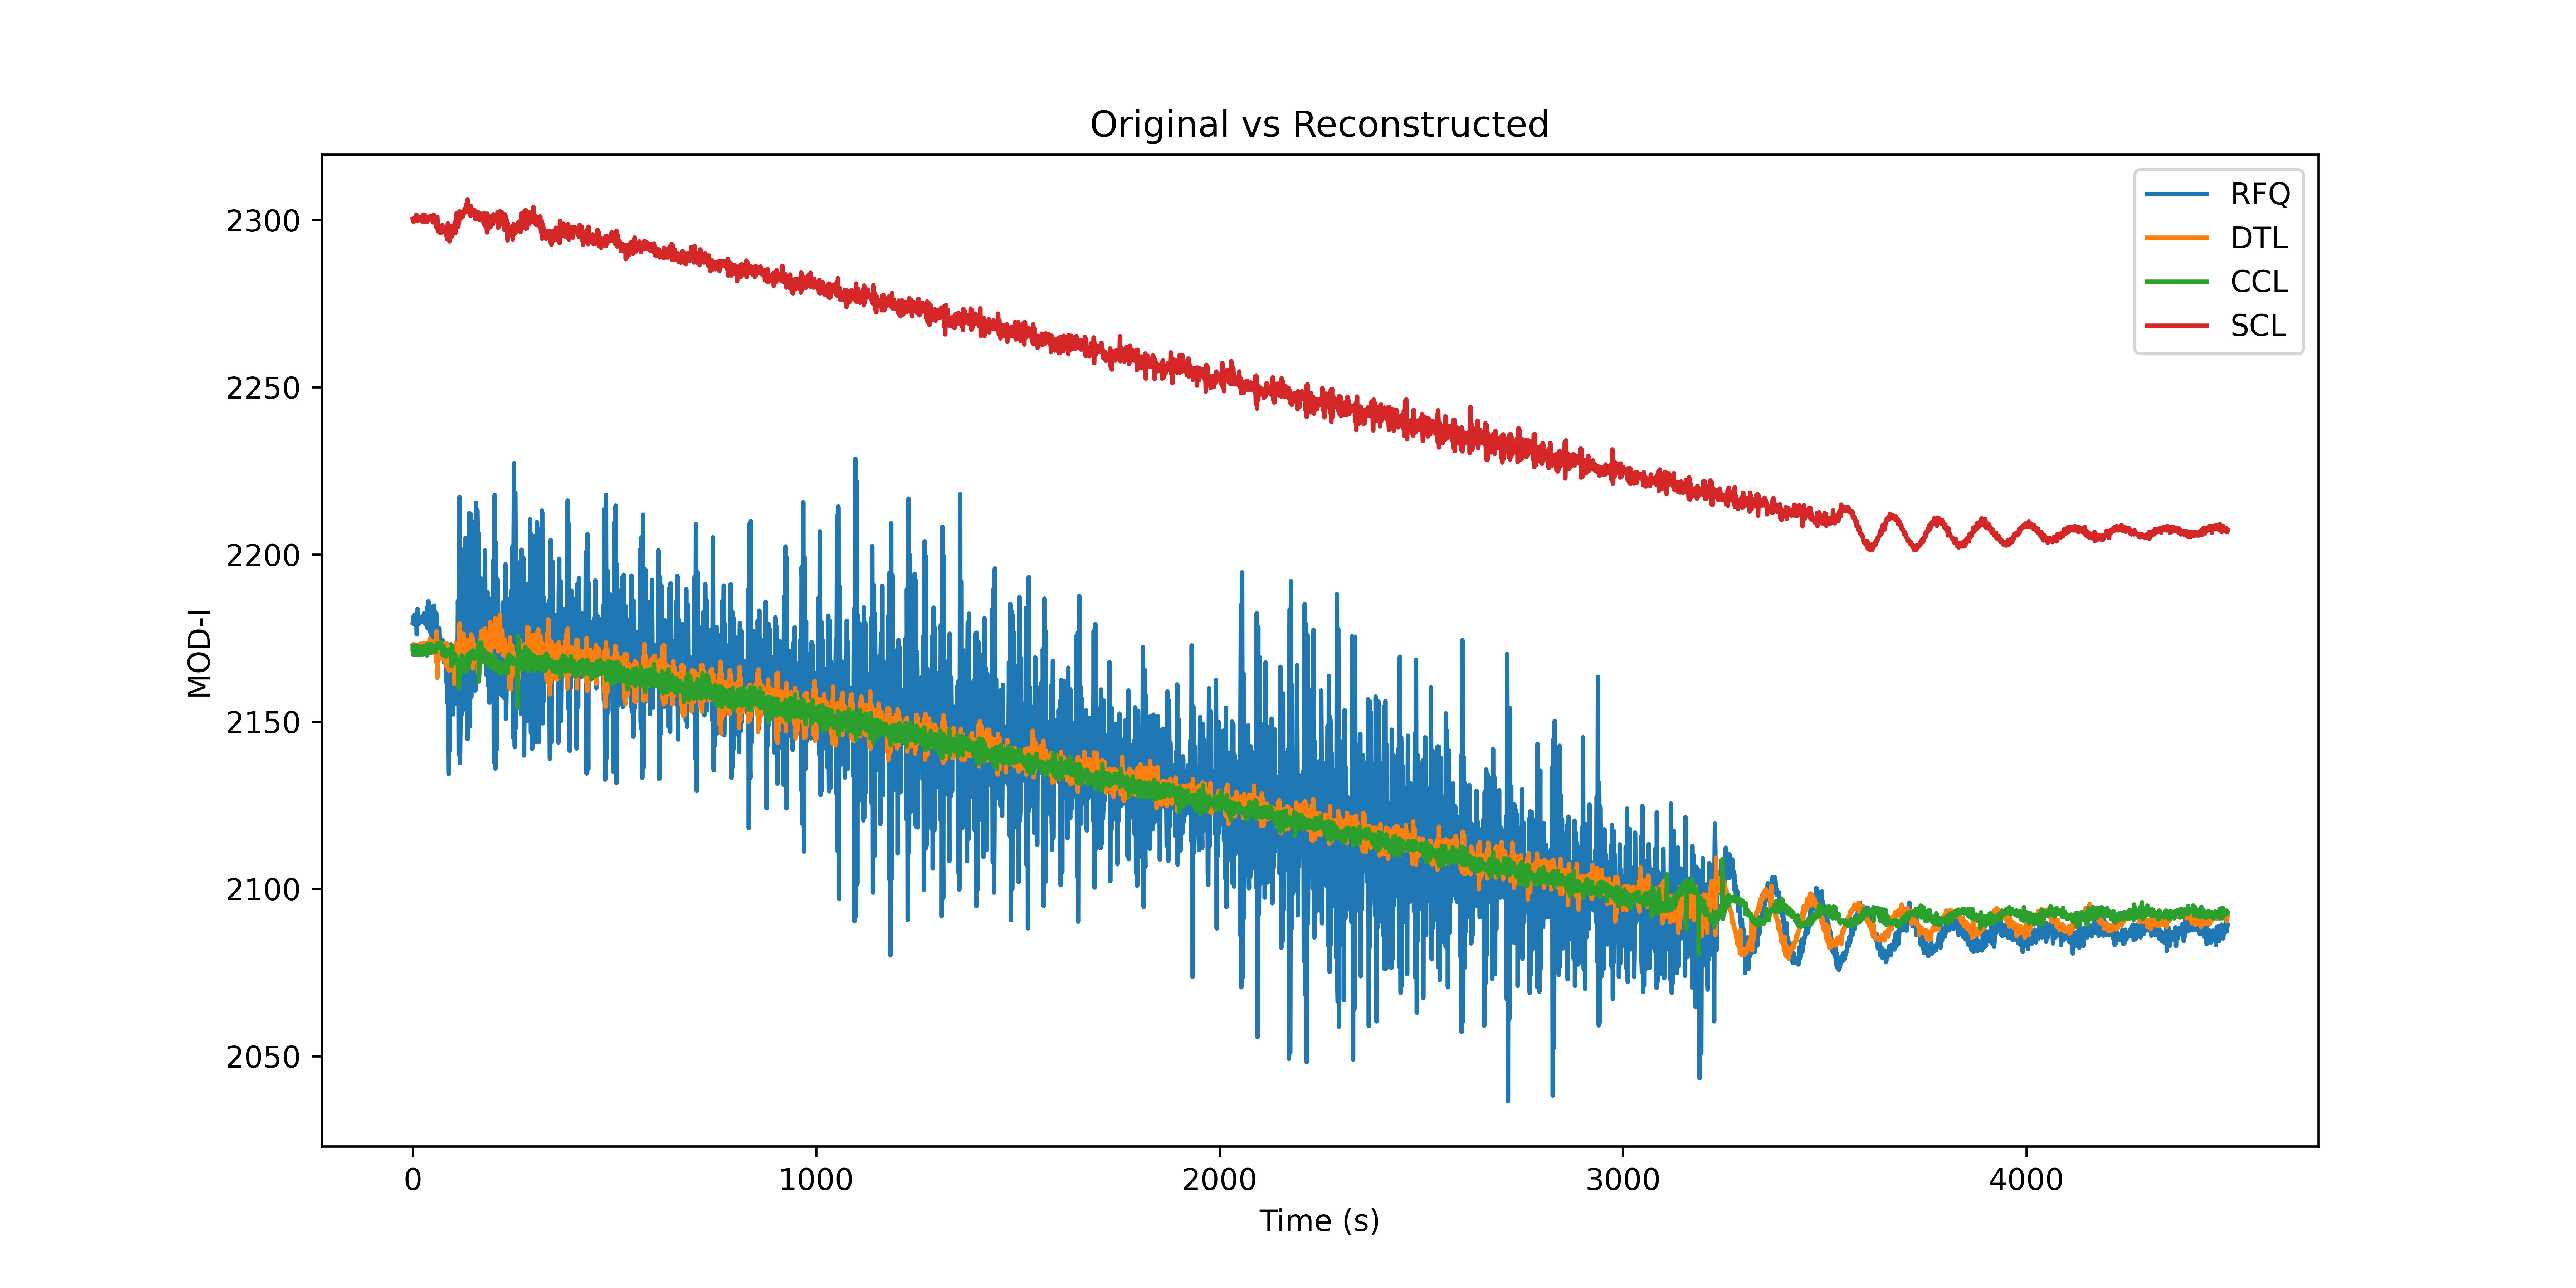 Original vs Reconstructed
RFQ
DTL
CCL
SCL
2300
2250
2200
2150
2100
2050
MOD-I
0 1000 2000 3000 4000
Time (s)